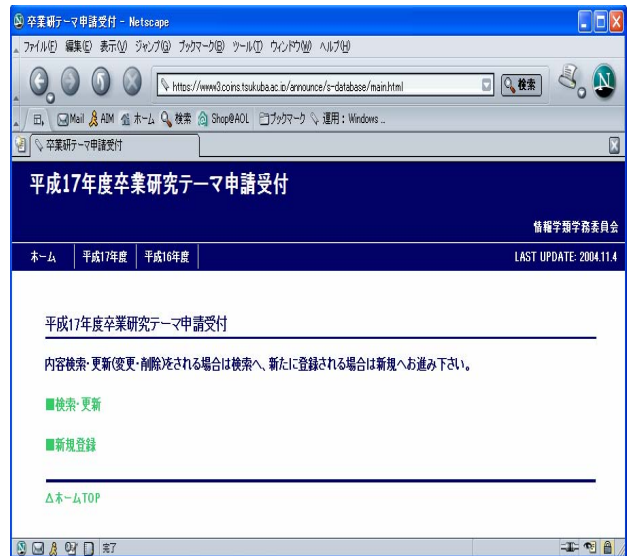 卒業研テーマ申請受付 - Netscape
ファイル(F) 編集(E) 表示(V) ジャンプ(G) ブックマーク(B) ツール(T) ウィンドウ(W) ヘルプ(H)
https://www3.coins.tsukuba.ac.jp/announce/s-database/main.html 検索
Mail AIM ホーム 検索 Shop@AOL ブックマーク 運用:Windows ...
卒業研テーマ申請受付
平成17年度卒業研究テーマ申請受付
情報学類学務委員会
ホーム 平成17年度 平成16年度 LAST UPDATE: 2004.11.4
平成17年度卒業研究テーマ申請受付
内容検索・更新(変更・削除)をされる場合は検索へ、新たに登録される場合は新規へお進み下さい。
■検索・更新
■新規登録
△ホームTOP
完了